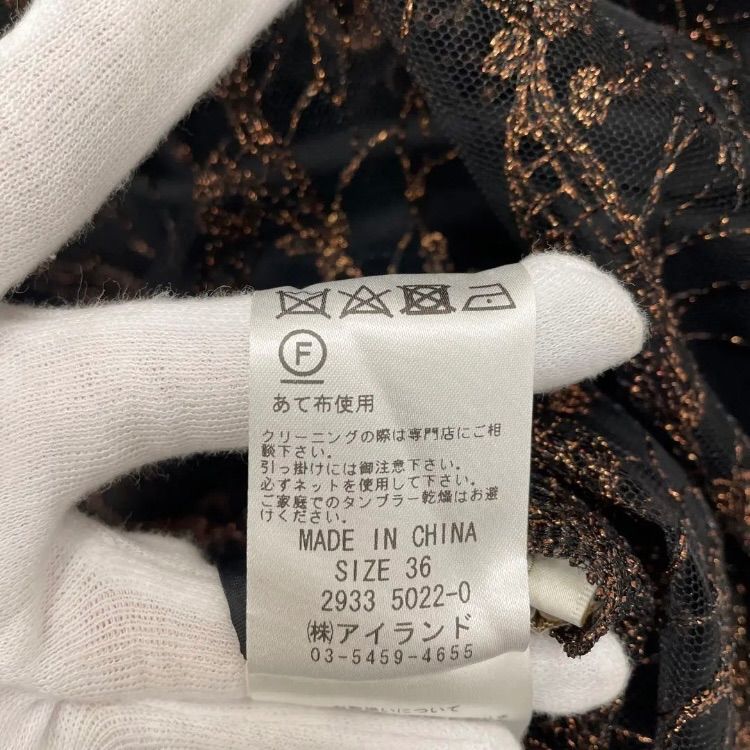 F
あて布使用
クリーニングの際は専門店にご相
談下さい。
引っ掛けには御注意下さい。
必ずネットを使用して下さい。
ご家庭でのタンブラー乾燥はお避
けください。
MADE IN CHINA
SIZE 36
2933 5022-0
㈱アイランド
03-5459-4655